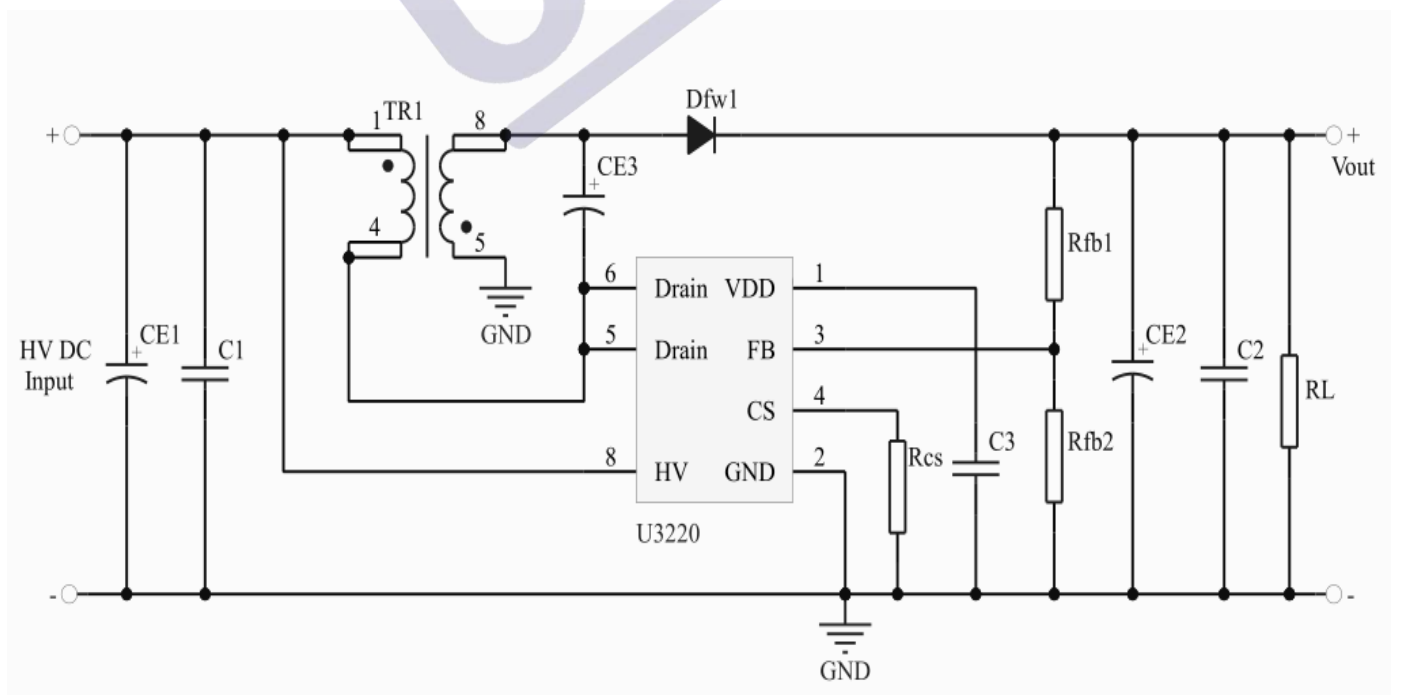 Dfw1
1 TR1 8
+ +
Vout
CE3
+
4
5
Rfb1
6 Drain VDD 1
GND
CE1
+
C1
HV DC
Input
5 Drain FB 3
CE2
+
C2
RL
4
CS
Rcs
C3
Rfb2
8 HV GND 2
U3220
- -
GND